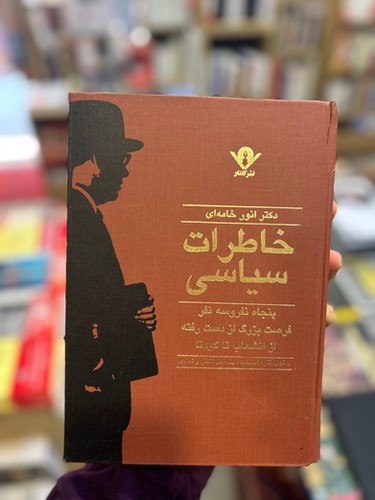 نشر گفتار
دکتر انور خامه‌ای
خاطرات
سیاسی
پنجاه نفر و سه نفر
فرصت بزرگ از دست رفته
از انشعاب تا کودتا